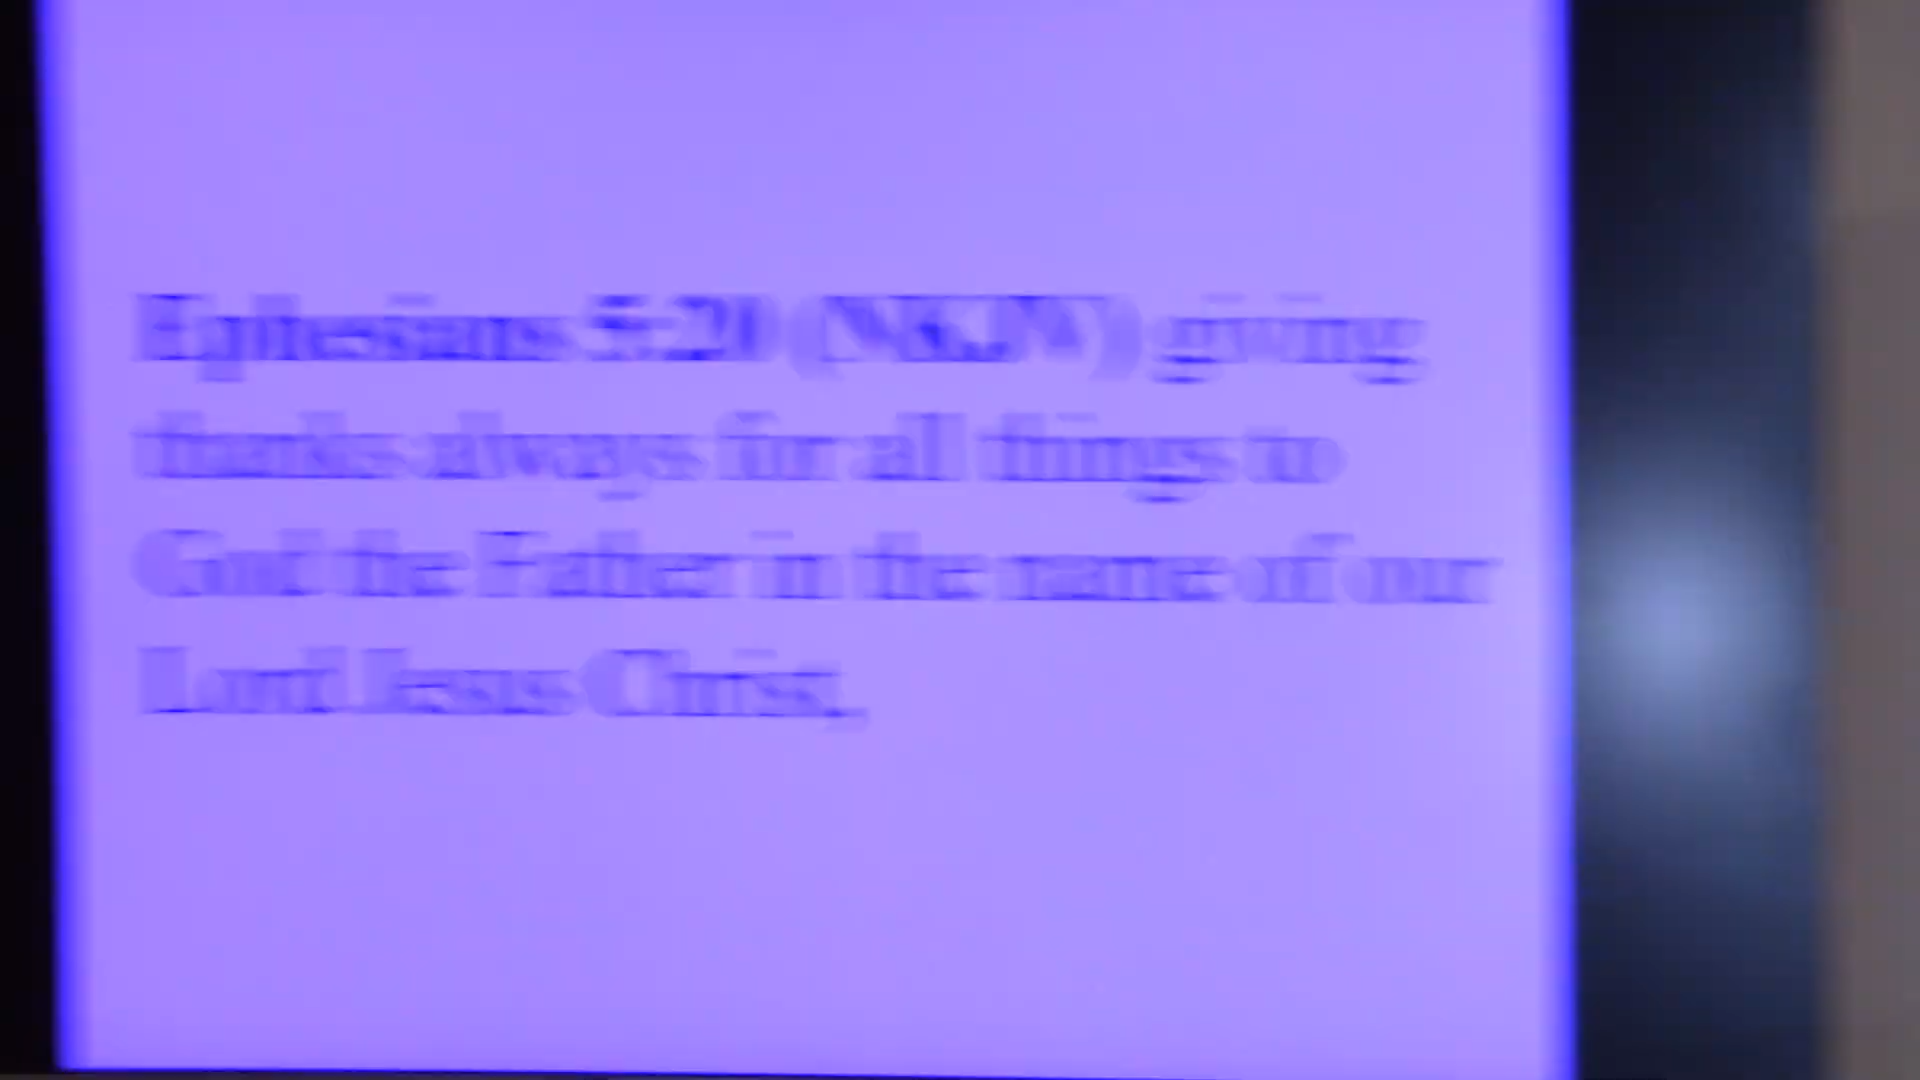 Ephesians 5:20 (NKJV) giving
thanks always for all things to
God the Father in the name of our
Lord Jesus Christ,